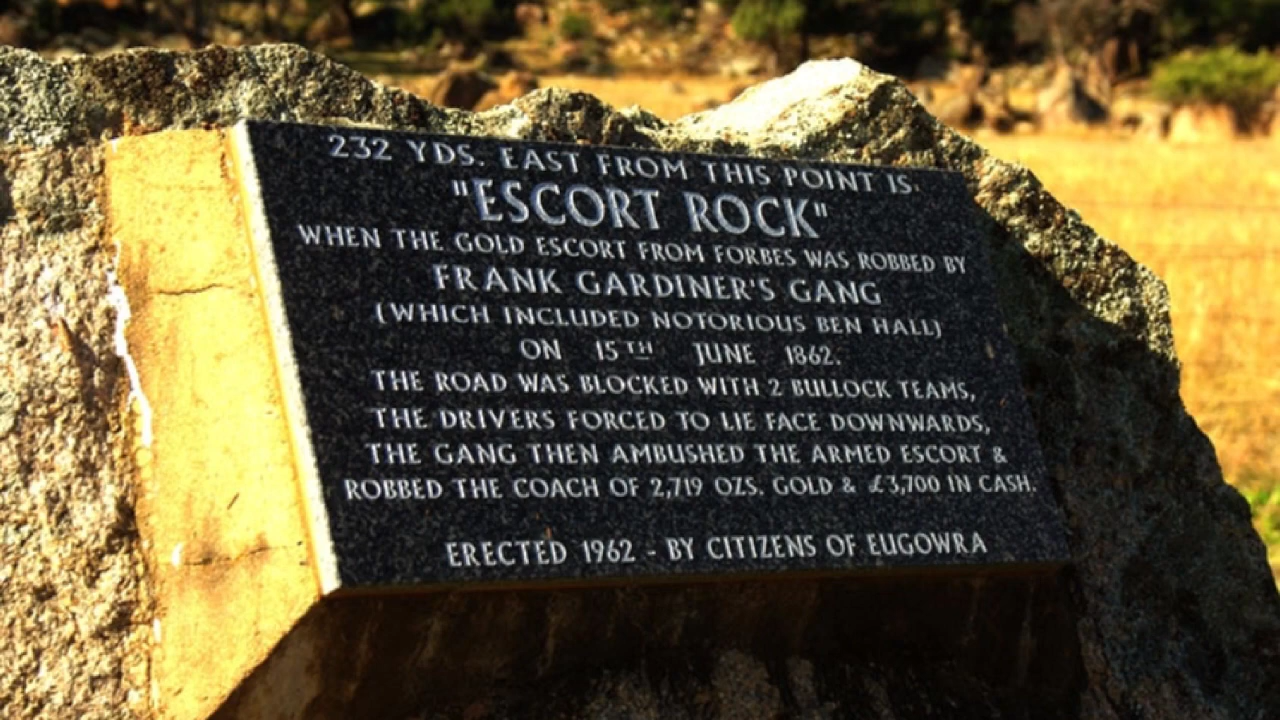 232 YDS. EAST FROM THIS POINT IS.
"ESCORT ROCK"
WHEN THE GOLD ESCORT FROM FORBES WAS ROBBED BY
FRANK GARDINER'S GANG
(WHICH INCLUDED NOTORIOUS BEN HALL)
ON 15TH JUNE 1862.
THE ROAD WAS BLOCKED WITH 2 BULLOCK TEAMS,
THE DRIVERS FORCED TO LIE FACE DOWNWARDS,
THE GANG THEN AMBUSHED THE ARMED ESCORT &
ROBBED THE COACH OF 2,719 OZS. GOLD & £3,700 IN CASH.
ERECTED 1962 - BY CITIZENS OF EUGOWRA